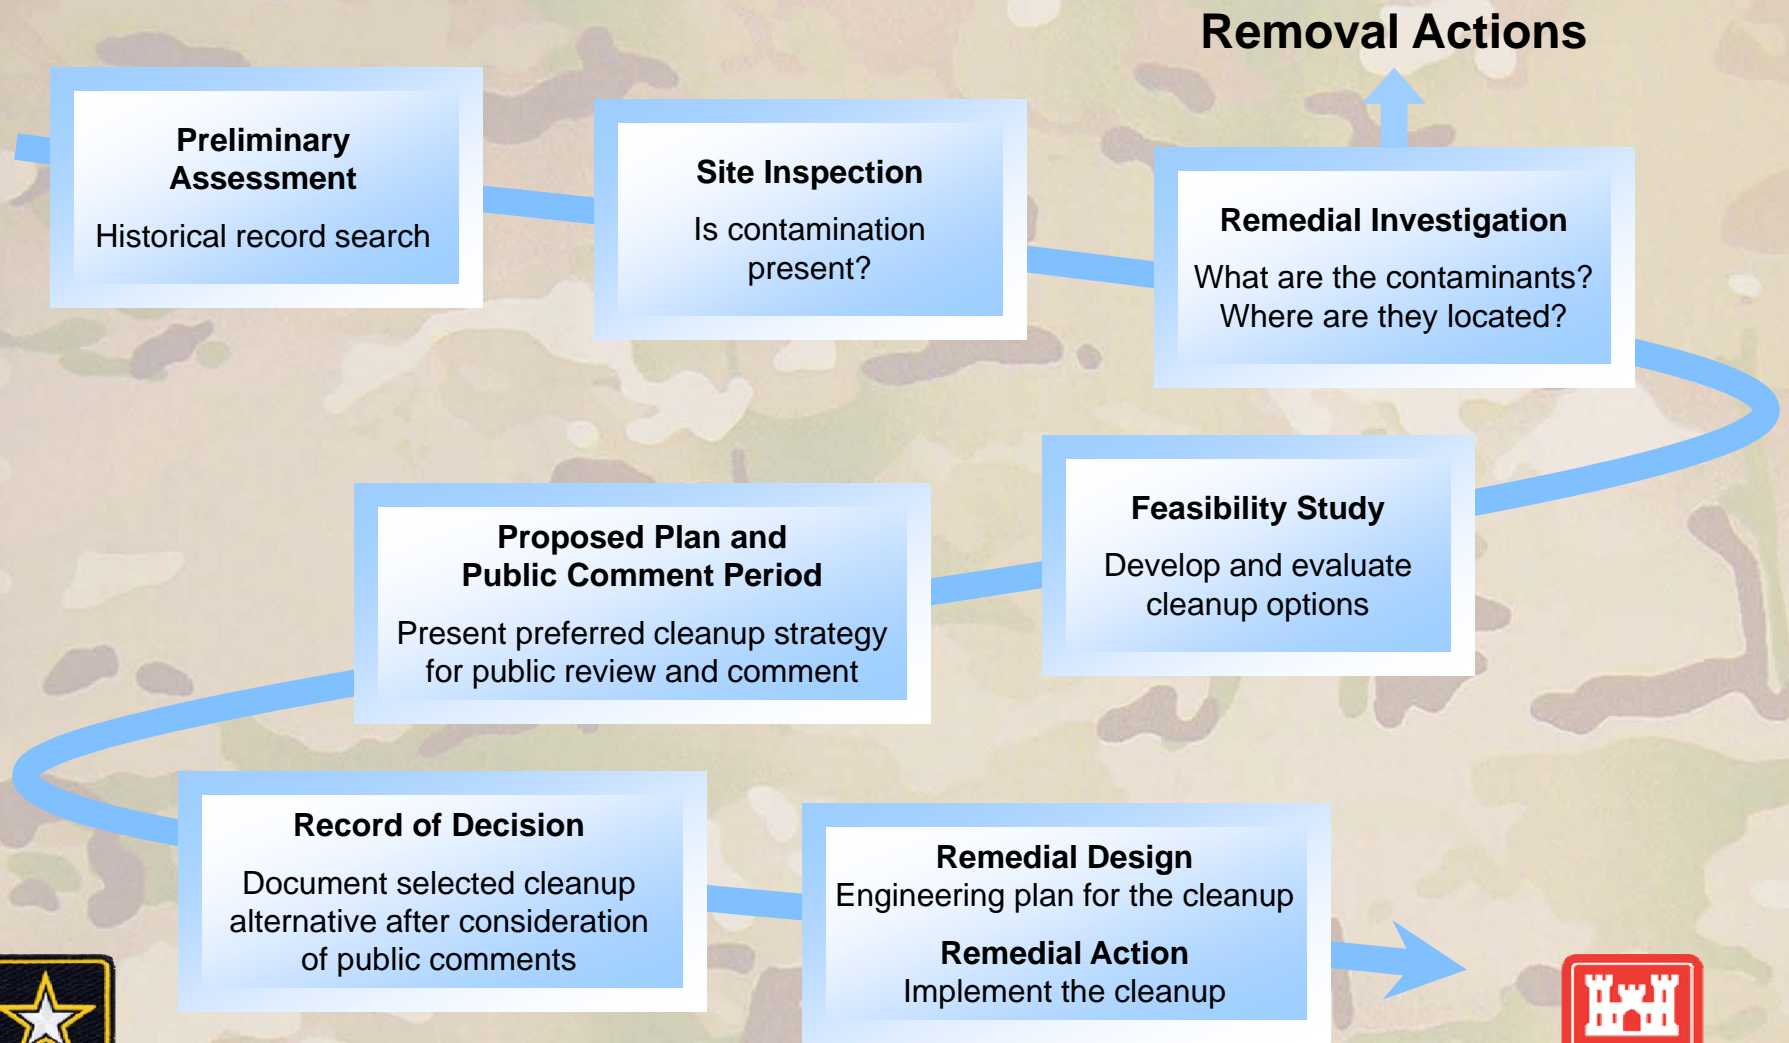 Removal Actions
Preliminary
Assessment
Historical record search
Site Inspection
Is contamination
present?
Remedial Investigation
What are the contaminants?
Where are they located?
Feasibility Study
Develop and evaluate
cleanup options
Proposed Plan and
Public Comment Period
Present preferred cleanup strategy
for public review and comment
Record of Decision
Document selected cleanup
alternative after consideration
of public comments
Remedial Design
Engineering plan for the cleanup
Remedial Action
Implement the cleanup